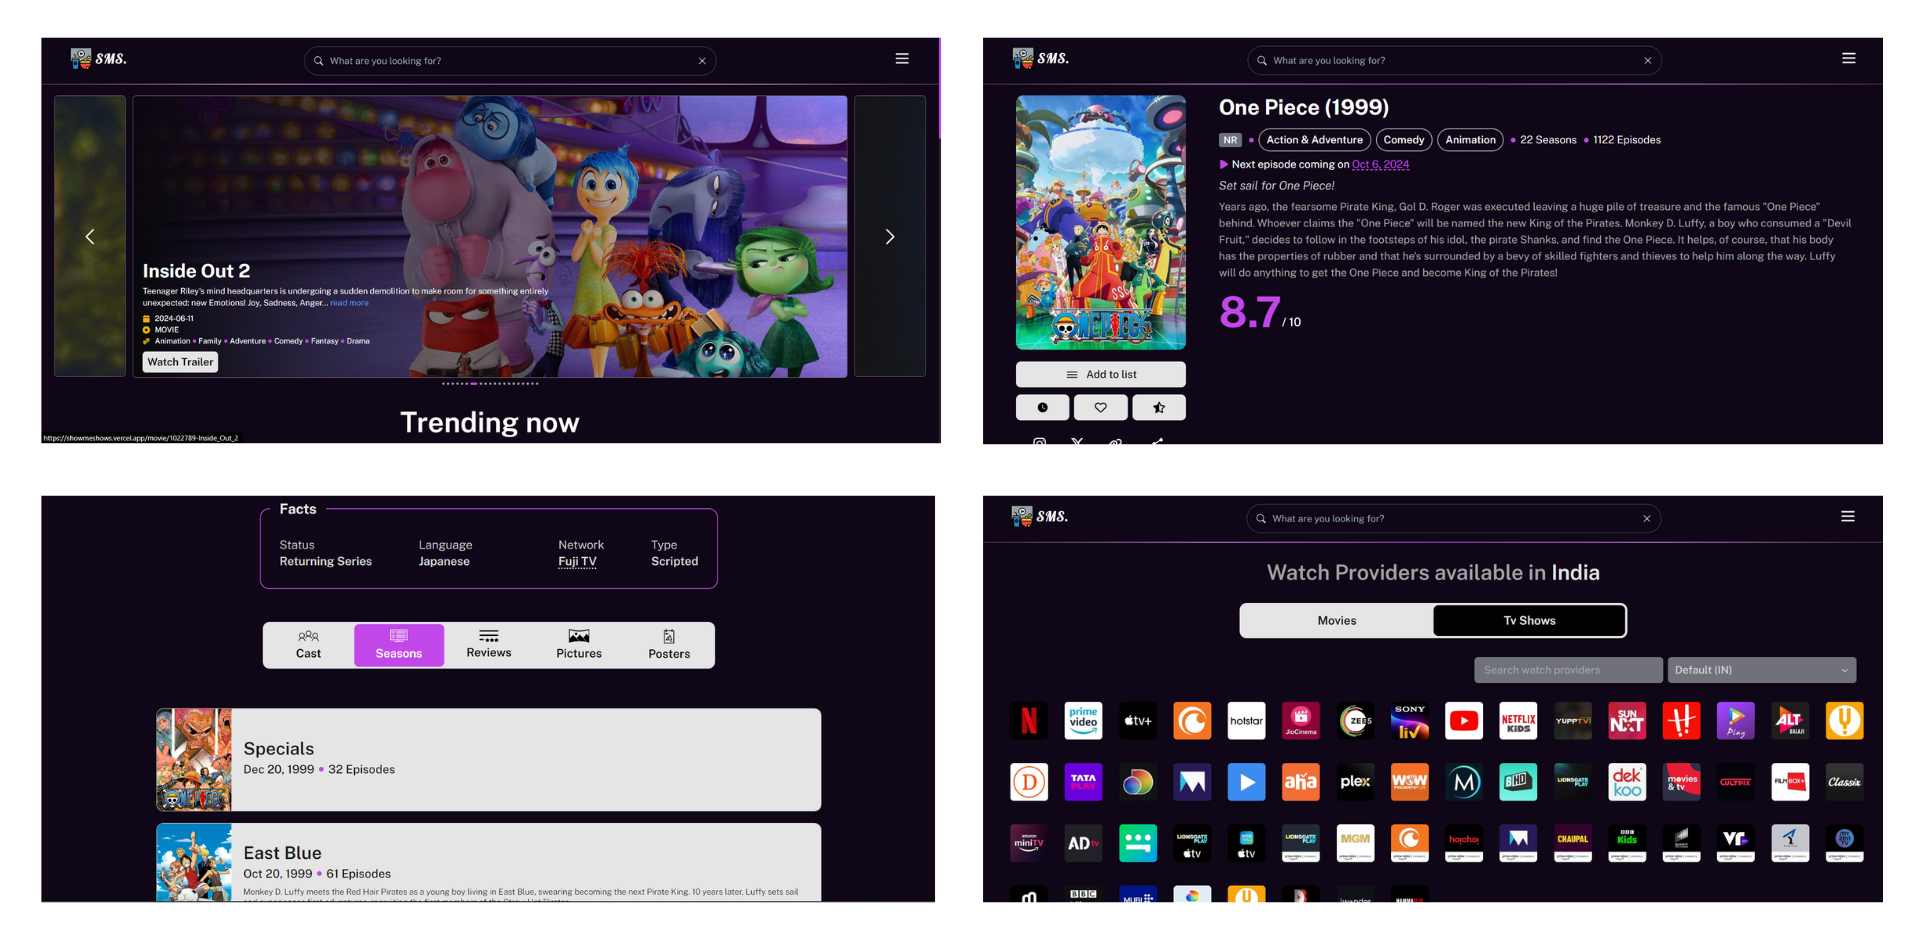 SMS.
What are you looking for?
Inside Out 2
Teenager Riley's mind headquarters is undergoing a sudden demolition to make room for something entirely
unexpected: new Emotions! Joy, Sadness, Anger... read more
2024-06-11
MOVIE
Animation • Family • Adventure • Comedy • Fantasy • Drama
Watch Trailer
Trending now
https://showmeshows.vercel.app/movie/1022789-Inside_Out_2
SMS.
What are you looking for?
One Piece (1999)
NR • Action & Adventure Comedy Animation • 22 Seasons • 1122 Episodes
Next episode coming on Oct 6, 2024
Set sail for One Piece!
Years ago, the fearsome Pirate King, Gol D. Roger was executed leaving a huge pile of treasure and the famous "One Piece"
behind. Whoever claims the "One Piece" will be named the new King of the Pirates. Monkey D. Luffy, a boy who consumed a "Devil
Fruit," decides to follow in the footsteps of his idol, the pirate Shanks, and find the One Piece. It helps, of course, that his body
has the properties of rubber and that he's surrounded by a bevy of skilled fighters and thieves to help him along the way. Luffy
will do anything to get the One Piece and become King of the Pirates!
8.7 / 10
ONE PIECE
Add to list
Facts
Status Language Network Type
Returning Series Japanese Fuji TV Scripted
Cast Seasons Reviews Pictures Posters
Specials
Dec 20, 1999 • 32 Episodes
ONE PIECE
East Blue
Oct 20, 1999 • 61 Episodes
Monkey D. Luffy meets the Red Hair Pirates as a young boy living in East Blue, swearing becoming the next Pirate King. 10 years later, Luffy sets sail
SMS.
What are you looking for?
Watch Providers available in India
Movies Tv Shows
Search watch providers Default (IN)
N prime video tv+ hotstar JioCinema ZEE5 SONY liv NETFLIX KIDS YUPPTV SUN NXT Play ALT BALAJI
D TATA PLAY aha plex WOW PRESENTS PLUS M BHD LIONSGATE PLAY dekkoo movies & tv CULTPIX FILMBOX+ Classix
amazon miniTV ADtv LIONSGATE PLAY tv tv LIONSGATE PLAY MGM hoichoi CHAUPAL BBC Kids VR
BBC MUBI